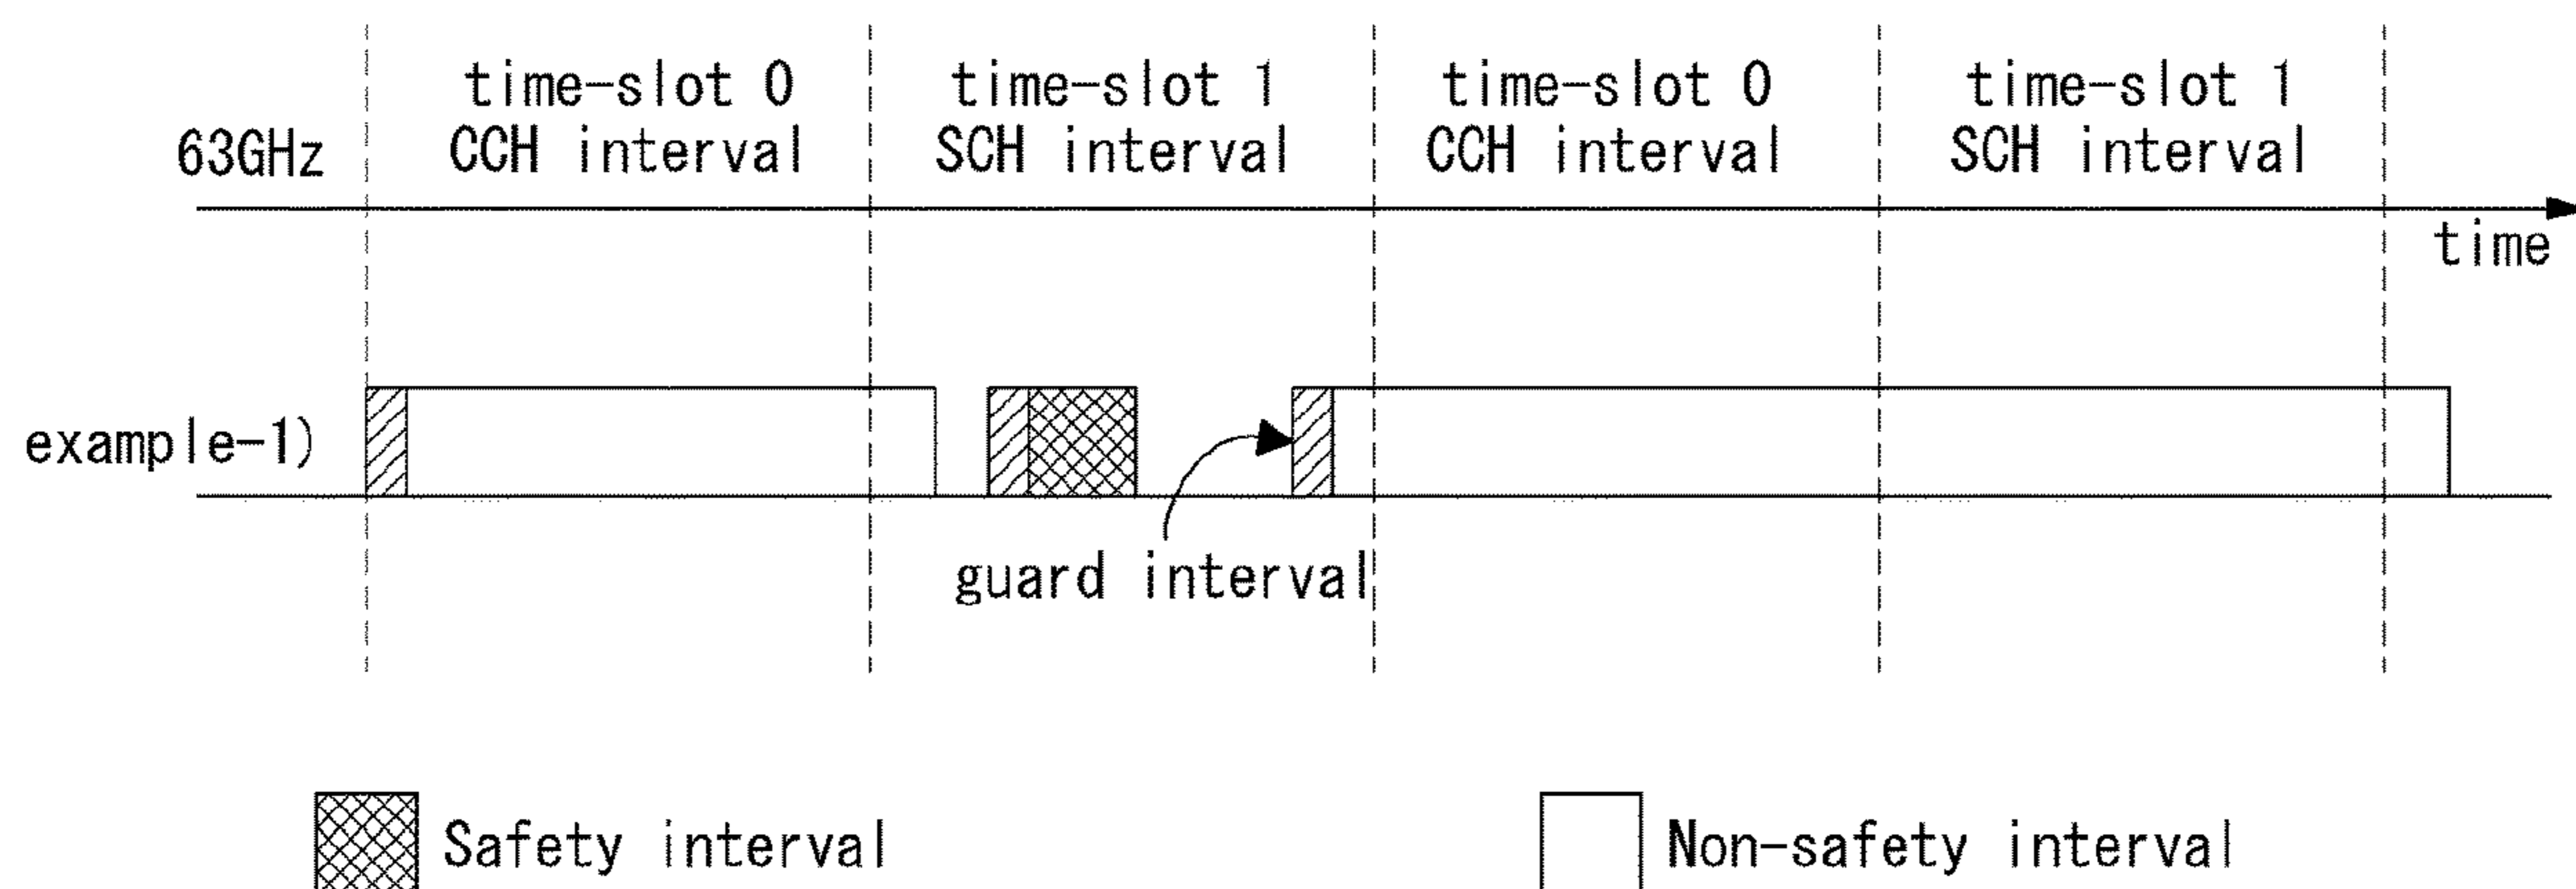 time-slot 0
CCH interval
time-slot 1
SCH interval
time-slot 0
CCH interval
time-slot 1
SCH interval
63GHz
time
example-1)
guard interval
Safety interval
Non-safety interval